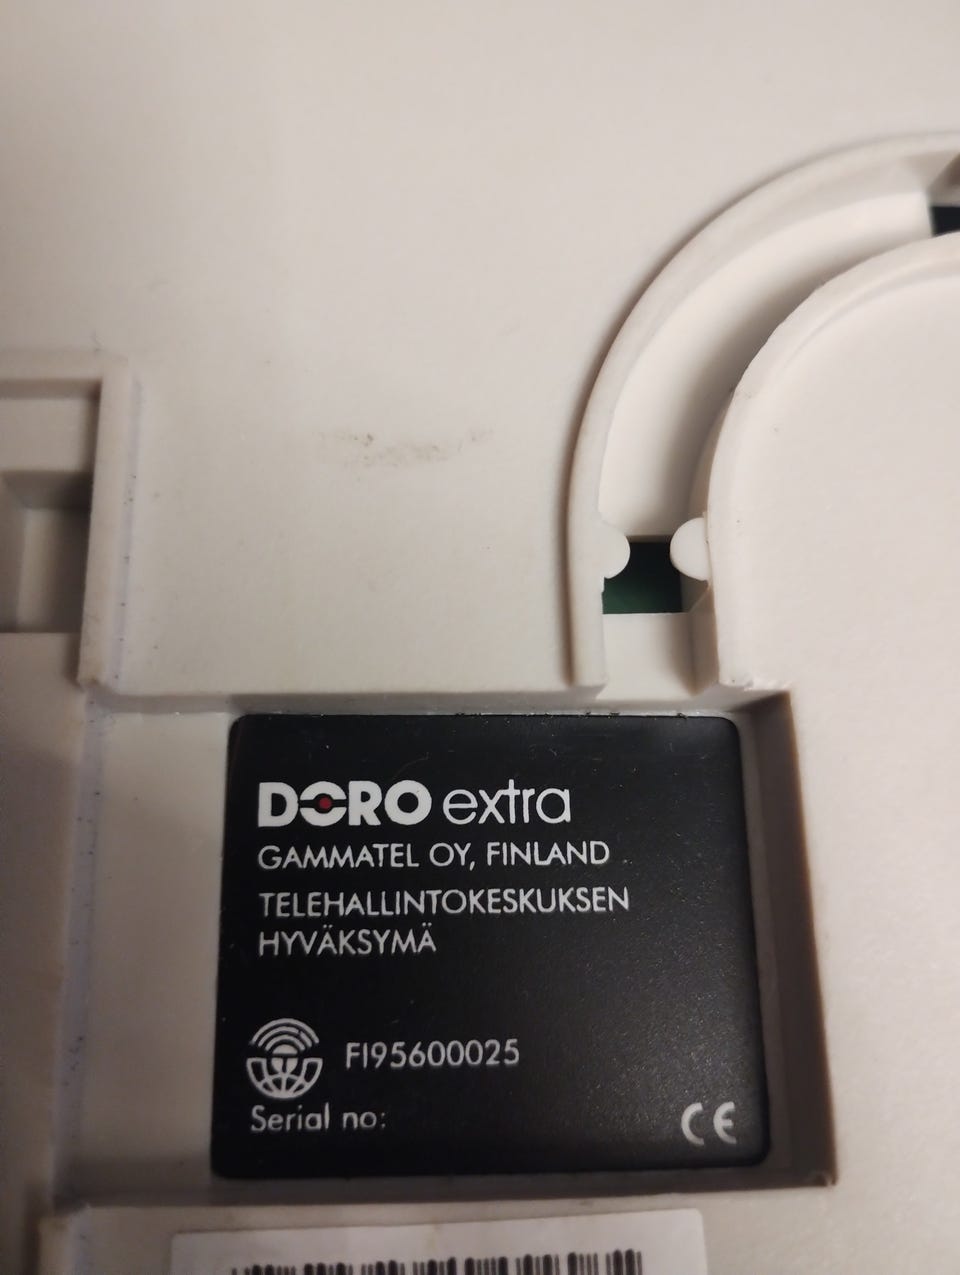 DORO extra
GAMMATEL OY, FINLAND
TELEHALLINTOKESKUKSEN
HYVÄKSYMÄ
FI95600025
Serial no:
CE